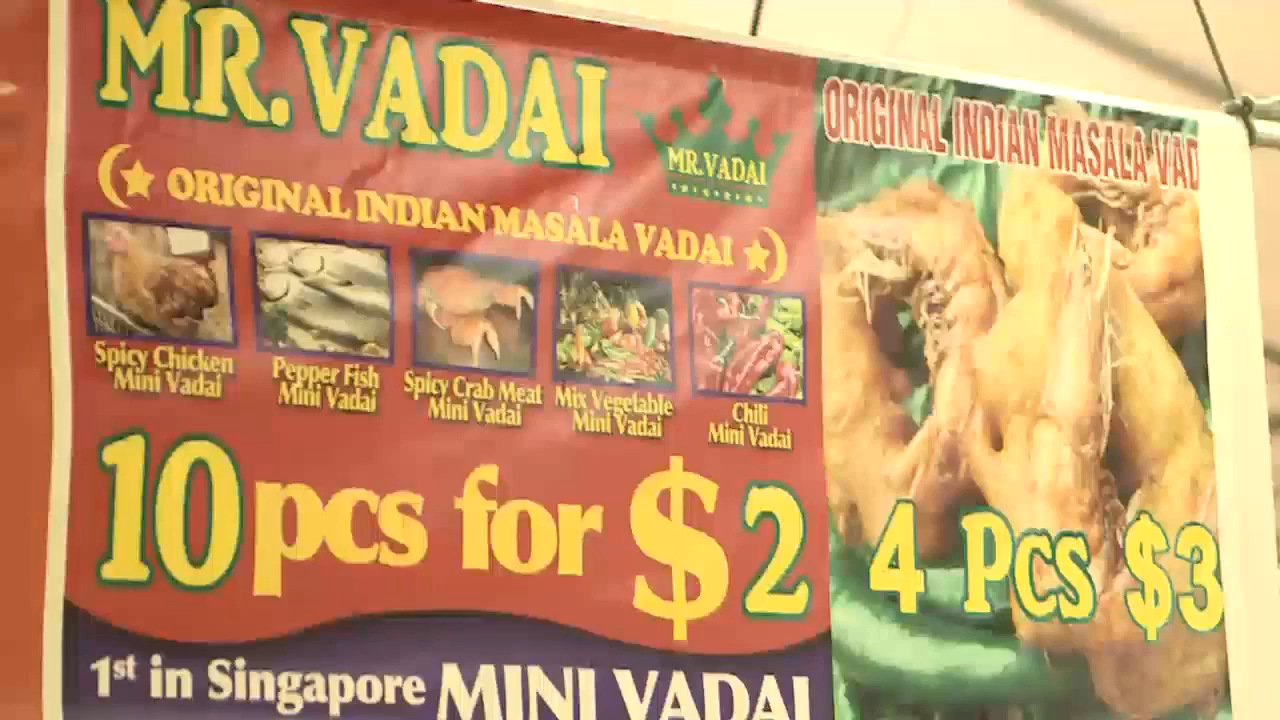 MR.VADAI
MR.VADAI
ORIGINAL INDIAN MASALA VADAI
Spicy Chicken
Mini Vadai
Pepper Fish
Mini Vadai
Spicy Crab Meat
Mini Vadai
Mix Vegetable
Mini Vadai
Chili
Mini Vadai
10pcs for $2
1st in Singapore MINI VADAI
ORIGINAL INDIAN MASALA VAD
4 Pcs $3